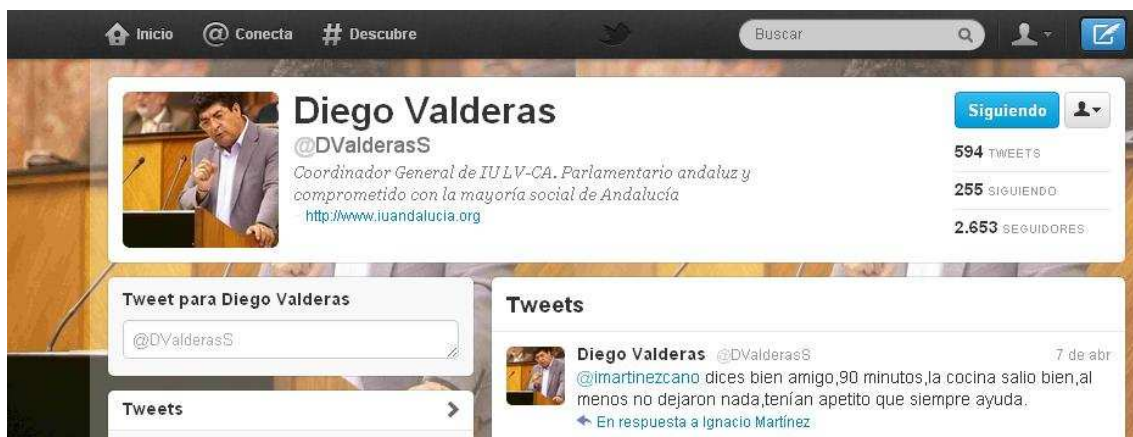 Inicio @ Conecta # Descubre Buscar
Diego Valderas
@DValderasS
Coordinador General de IU LV-CA. Parlamentario andaluz y
comprometido con la mayoría social de Andalucía
http://www.iuandalucia.org
Siguiendo
594 TWEETS
255 SIGUIENDO
2.653 SEGUIDORES
Tweet para Diego Valderas
@DValderasS
Tweets
Tweets
Diego Valderas @DValderasS 7 de abr
@imartinezcano dices bien amigo,90 minutos,la cocina salio bien,al
menos no dejaron nada,tenían apetito que siempre ayuda.
En respuesta a Ignacio Martínez